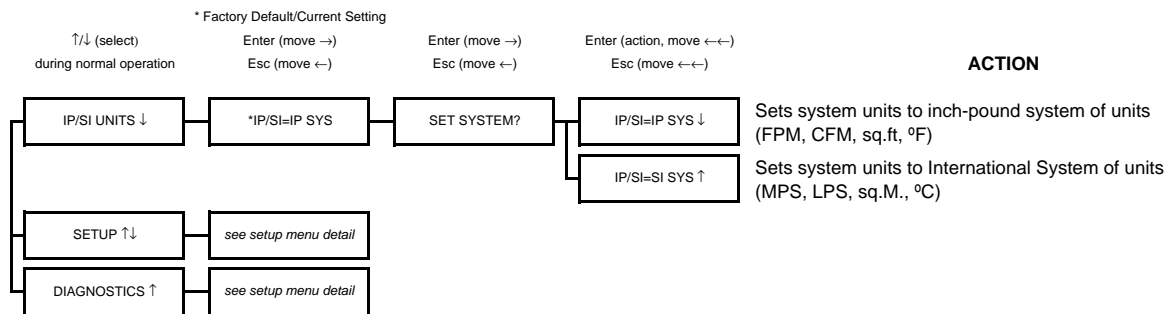 * Factory Default/Current Setting
↑/↓ (select) Enter (move →) Enter (move →) Enter (action, move ←←)
during normal operation Esc (move ←) Esc (move ←) Esc (move ←←) ACTION
IP/SI UNITS ↓ *IP/SI=IP SYS SET SYSTEM? IP/SI=IP SYS ↓
Sets system units to inch-pound system of units
(FPM, CFM, sq.ft, ºF)
IP/SI=SI SYS ↑
Sets system units to International System of units
(MPS, LPS, sq.M., ºC)
SETUP ↑↓ see setup menu detail
DIAGNOSTICS ↑ see setup menu detail